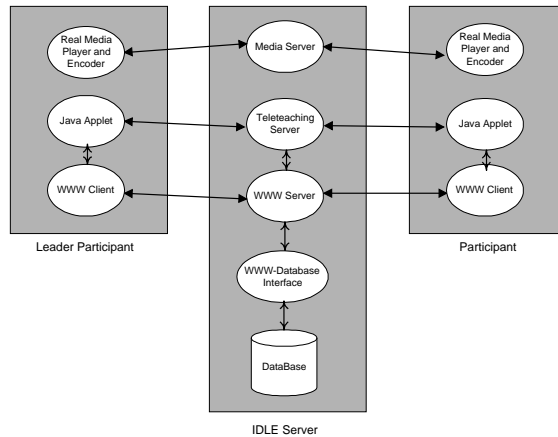 Real Media
Player and
Encoder
Java Applet
WWW Client
Leader Participant
Media Server
Teleteaching
Server
WWW Server
WWW-Database
Interface
DataBase
IDLE Server
Real Media
Player and
Encoder
Java Applet
WWW Client
Participant